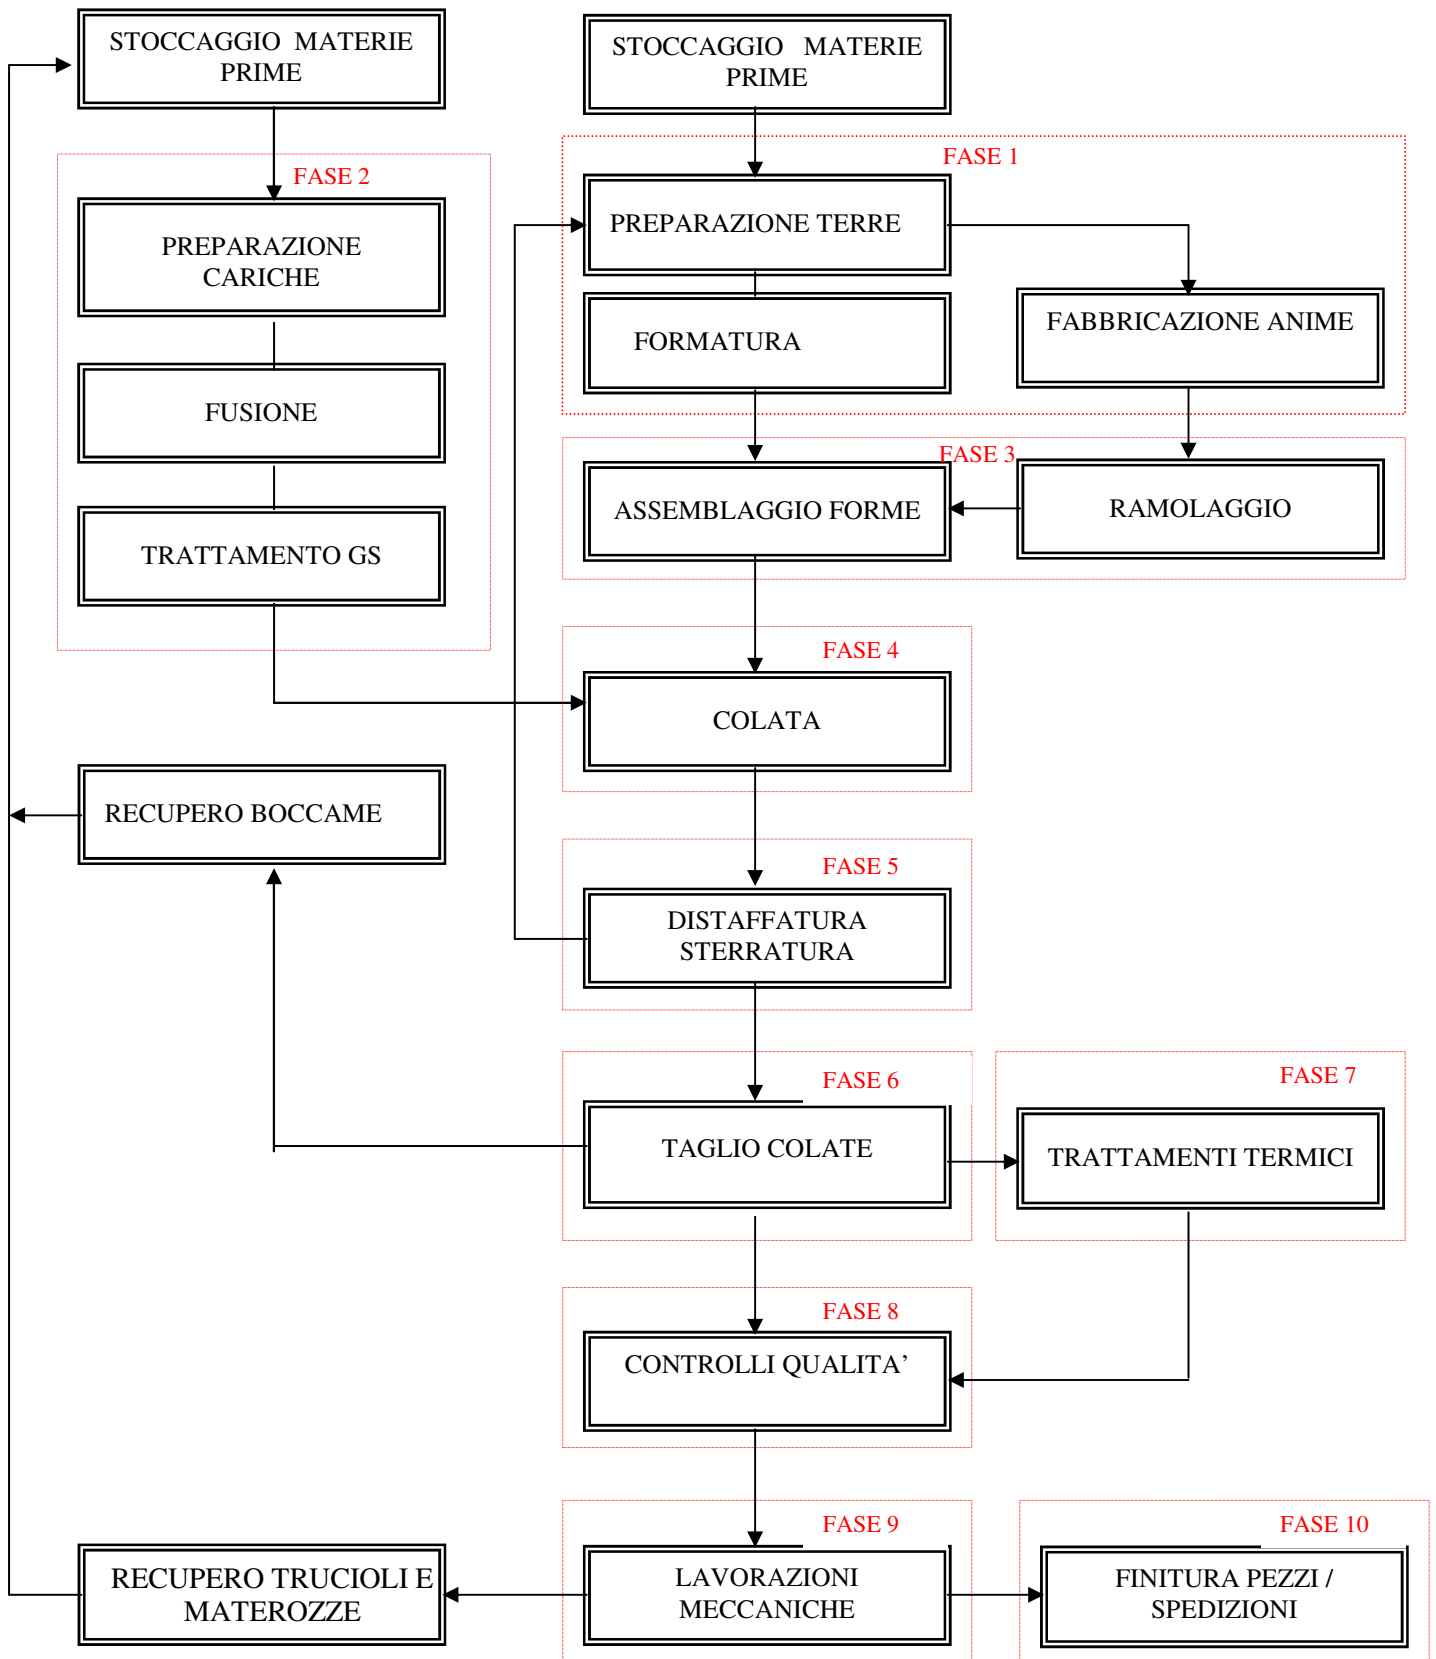 STOCCAGGIO MATERIE
PRIME
STOCCAGGIO MATERIE
PRIME
FASE 1
FASE 2
PREPARAZIONE TERRE
PREPARAZIONE
CARICHE
FORMATURA
FABBRICAZIONE ANIME
FUSIONE
FASE 3
ASSEMBLAGGIO FORME
RAMOLAGGIO
TRATTAMENTO GS
FASE 4
COLATA
RECUPERO BOCCAME
FASE 5
DISTAFFATURA
STERRATURA
FASE 6
FASE 7
TAGLIO COLATE
TRATTAMENTI TERMICI
FASE 8
CONTROLLI QUALITA’
FASE 9
FASE 10
RECUPERO TRUCIOLI E
MATEROZZE
LAVORAZIONI
MECCANICHE
FINITURA PEZZI /
SPEDIZIONI